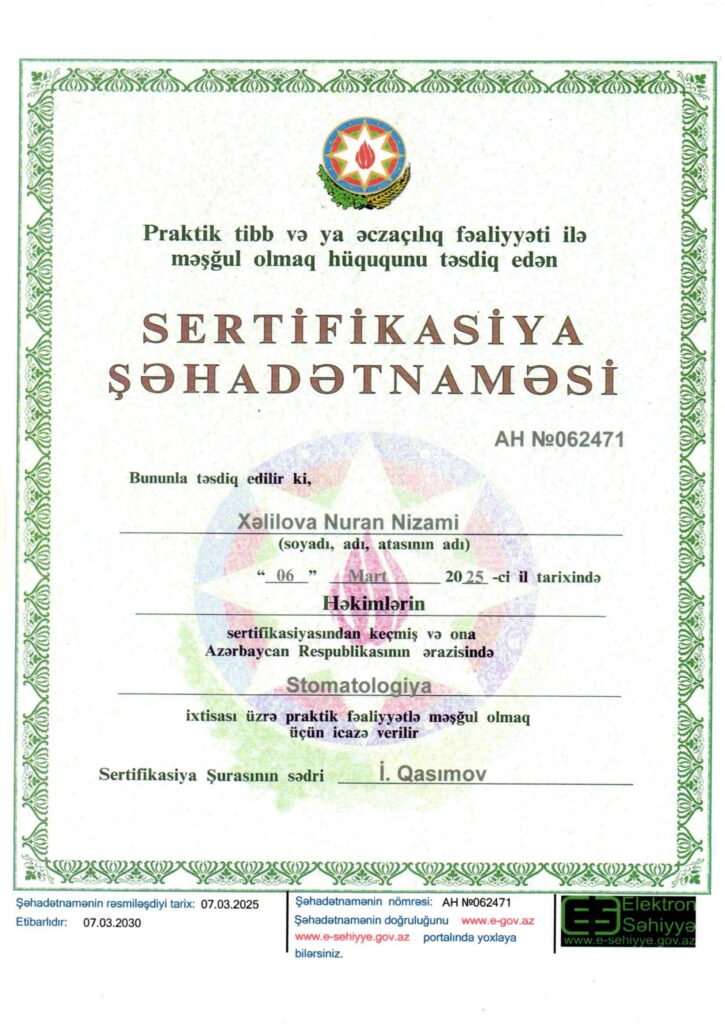 Praktik tibb və ya əczaçılıq fəaliyyəti ilə
məşğul olmaq hüququnu təsdiq edən
SERTİFİKASİYA
ŞƏHADƏTNAMƏSİ
AH №062471
Bununla təsdiq edilir ki,
Xəlilova Nuran Nizami
(soyadı, adı, atasının adı)
“ 06 ” Mart 2025 -ci il tarixində
Həkimlərin
sertifikasiyasından keçmiş və ona
Azərbaycan Respublikasının ərazisində
Stomatologiya
ixtisası üzrə praktik fəaliyyətlə məşğul olmaq
üçün icazə verilir
Sertifikasiya Şurasının sədri İ. Qasımov
Şəhadətnamənin rəsmiləşdiyi tarix: 07.03.2025
Etibarlıdır: 07.03.2030
Şəhadətnamənin nömrəsi: AH №062471
Şəhadətnamənin doğruluğunu www.e-gov.az
www.e-sehiyye.gov.az portalında yoxlaya
bilərsiniz.
Elektron
Səhiyyə
www.e-sehiyye.gov.az